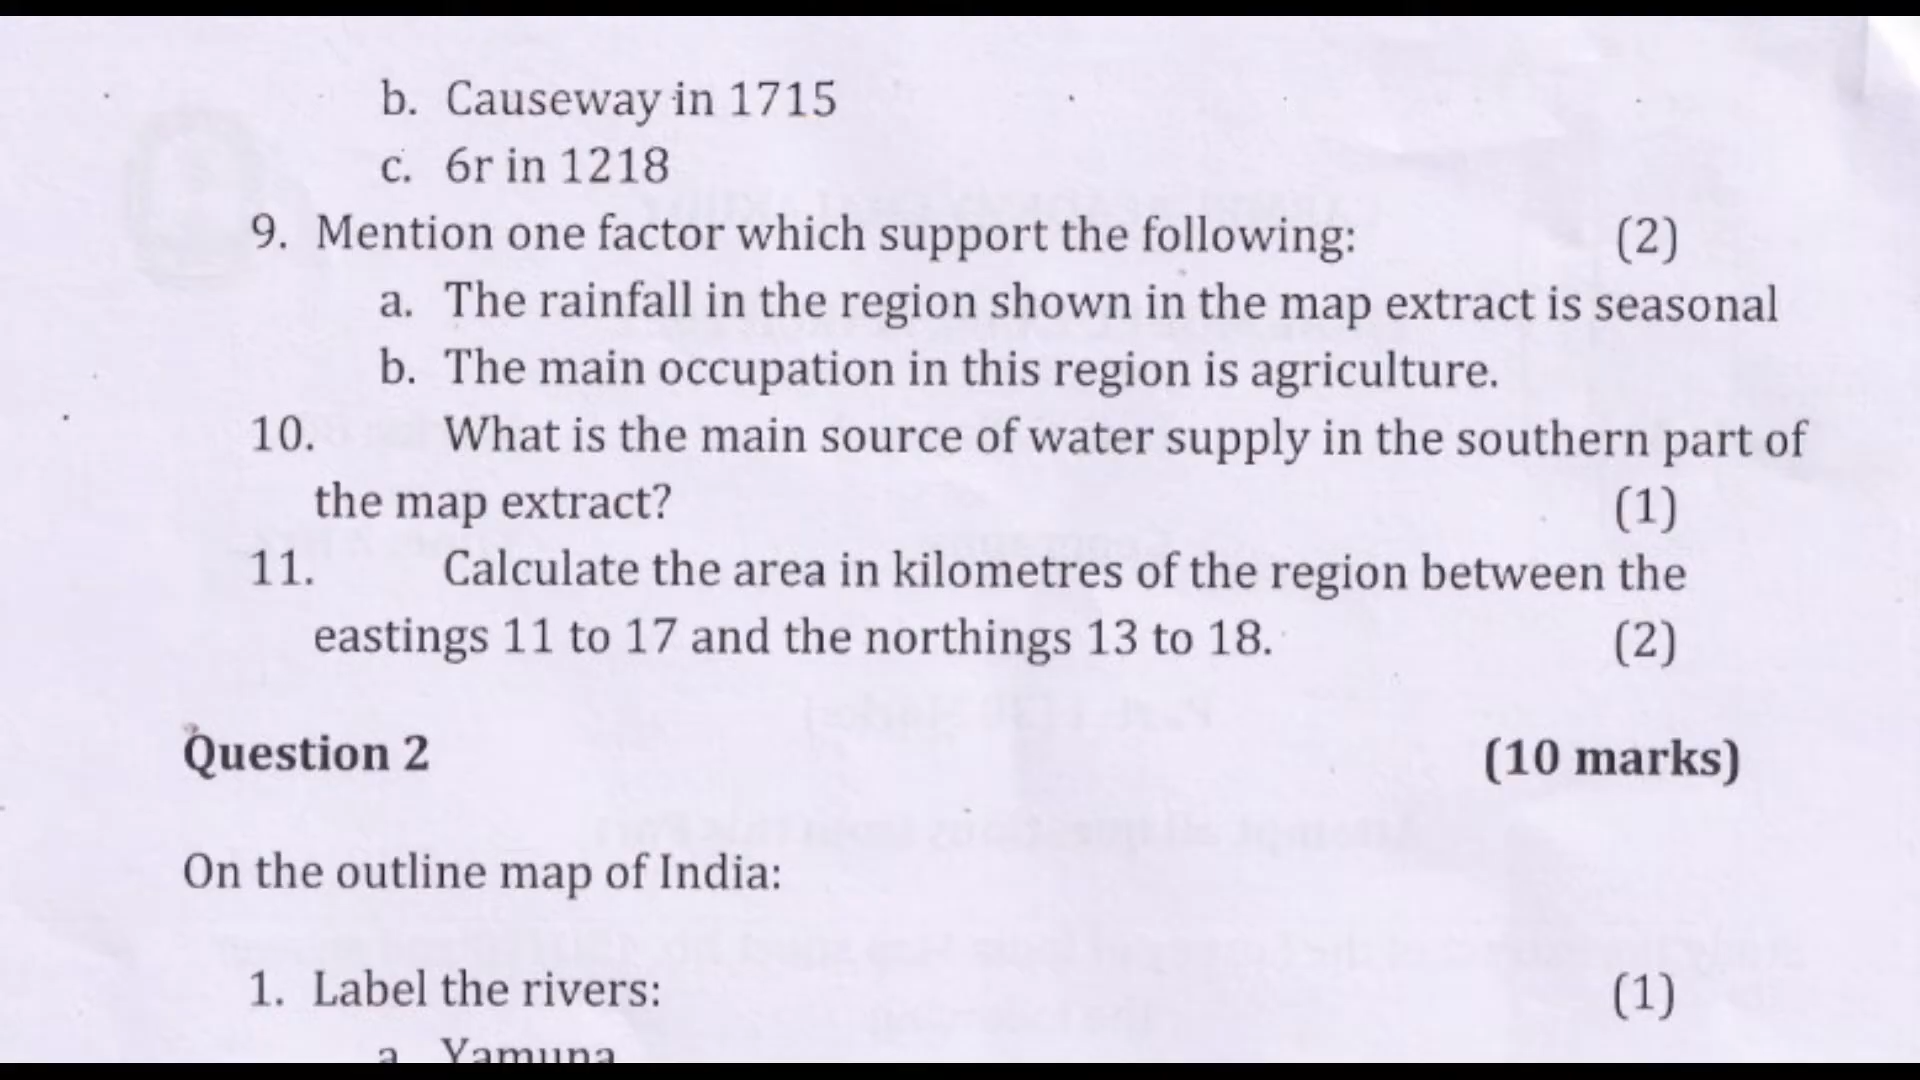 b. Causeway in 1715
c. 6r in 1218
9. Mention one factor which support the following: (2)
a. The rainfall in the region shown in the map extract is seasonal
b. The main occupation in this region is agriculture.
10. What is the main source of water supply in the southern part of
the map extract? (1)
11. Calculate the area in kilometres of the region between the
eastings 11 to 17 and the northings 13 to 18. (2)
Question 2 (10 marks)
On the outline map of India:
1. Label the rivers: (1)
a. Yamuna